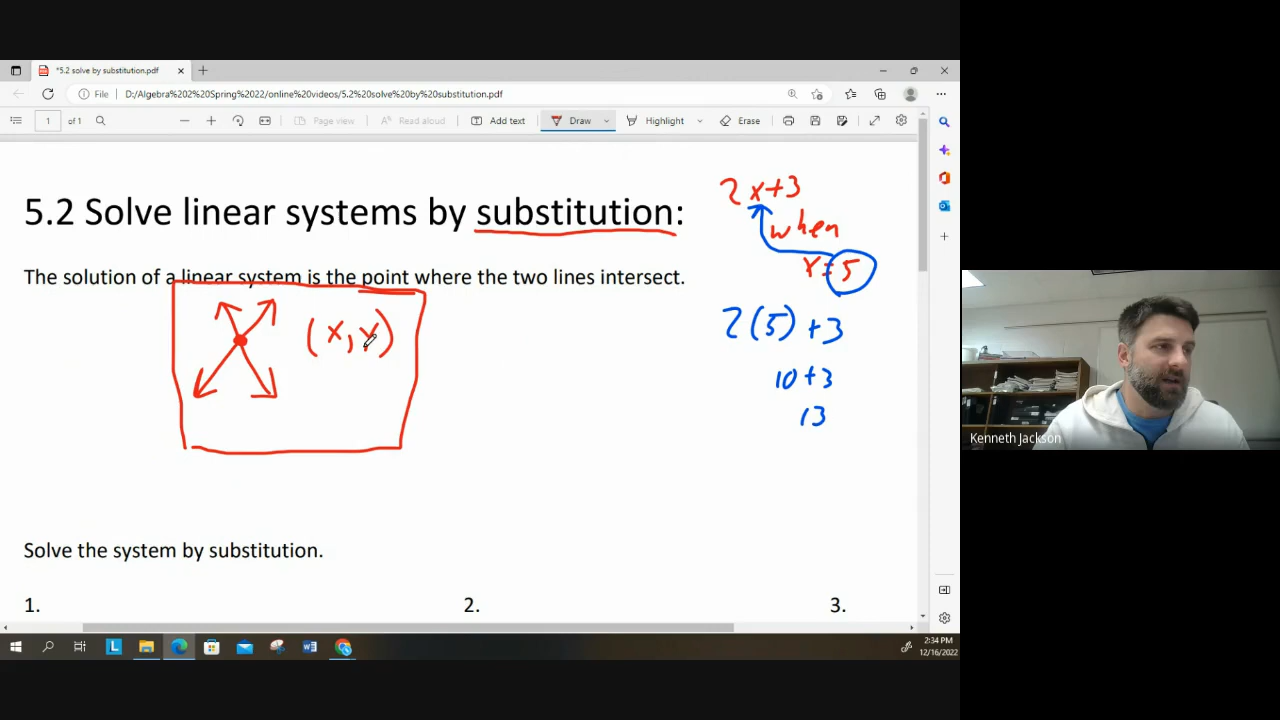 *5.2 solve by substitution.pdf
File
D:/Algebra%202%20Spring%2022/online%20videos/5.2%20solve%20by%20substitution.pdf
1
of 1
Page view
Read aloud
Add text
Draw
Highlight
Erase
5.2 Solve linear systems by substitution:
The solution of a linear system is the point where the two lines intersect.
(x,y)
2x+3
when
x=5
2(5)+3
10+3
13
Solve the system by substitution.
1.
2.
3.
Kenneth Jackson
2:34 PM
12/16/2022